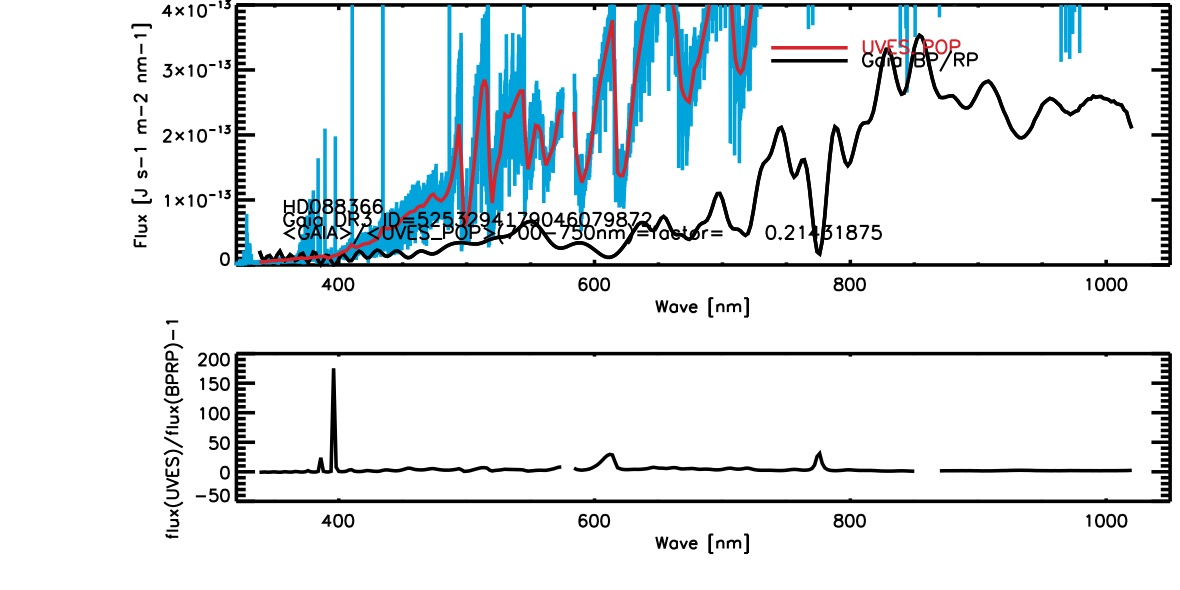 4×10−13
3×10−13
2×10−13
1×10−13
0
Flux [J s−1 m−2 nm−1]
UVES_POP
Gaia BP/RP
HD088366
Gaia DR3 ID=5253294179046079872
<GAIA>/<UVES_POP>(700−750nm)=factor= 0.21431875
400 600 800 1000
Wave [nm]
flux(UVES)/flux(BPRP)−1
200
150
100
50
0
−50
400 600 800 1000
Wave [nm]